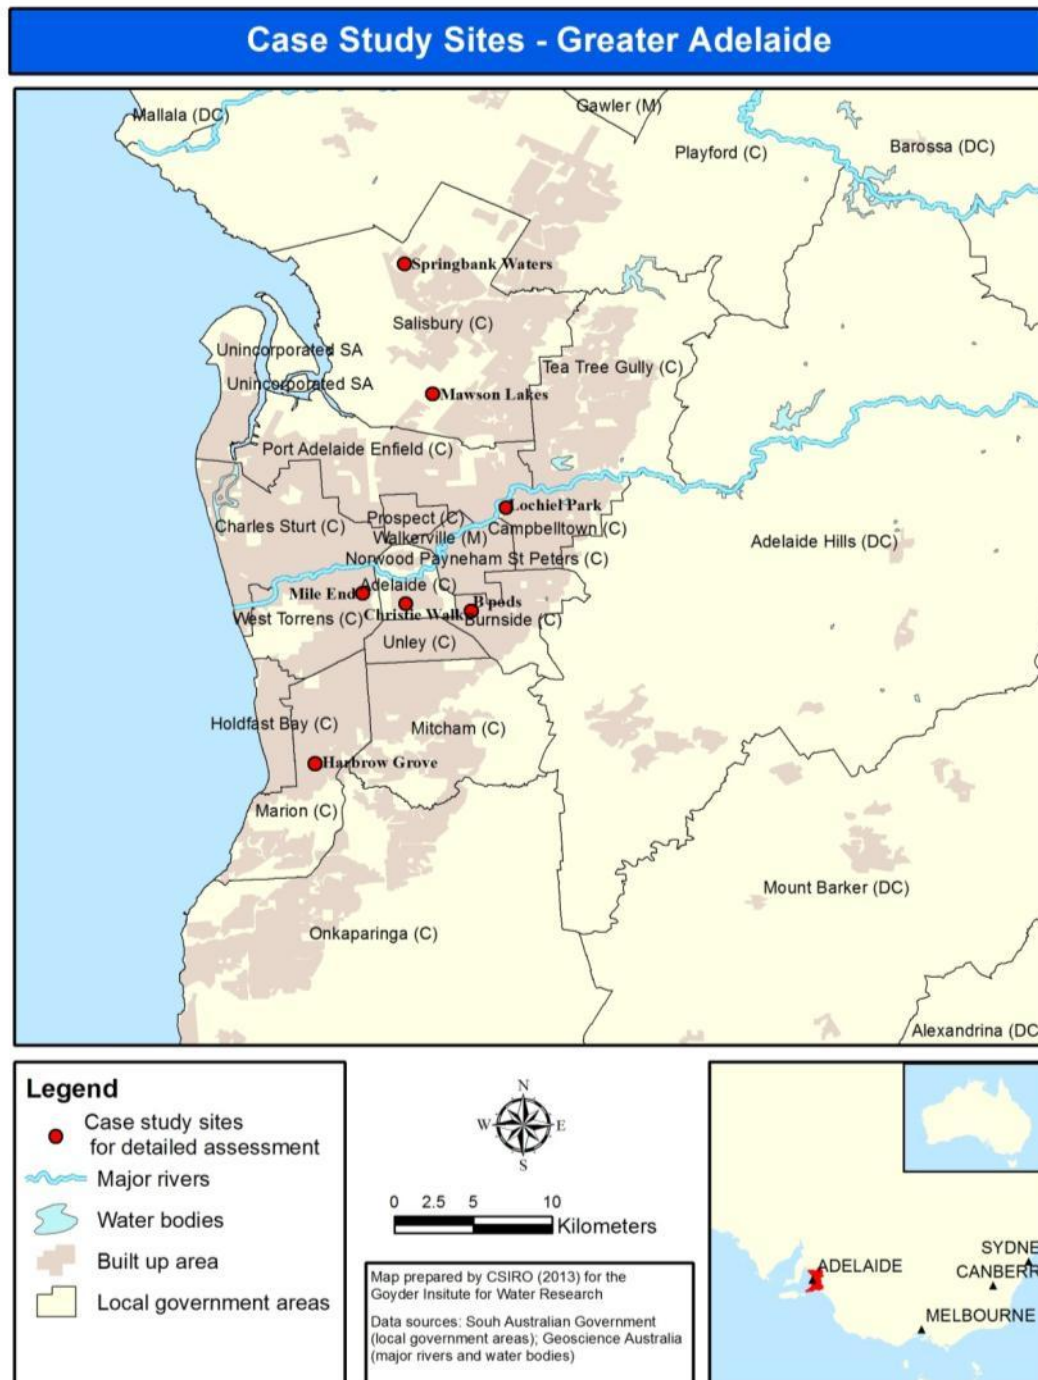 Case Study Sites - Greater Adelaide
Mallala (DC)
Gawler (M)
Playford (C)
Barossa (DC)
Springbank Waters
Salisbury (C)
Unincorporated SA
Tea Tree Gully (C)
Unincorporated SA
Mawson Lakes
Port Adelaide Enfield (C)
Lochiel Park
Prospect (C)
Charles Sturt (C)
Campbelltown (C)
Walkerville (M)
Adelaide Hills (DC)
Norwood Payneham St Peters (C)
Adelaide (C)
Mile End
B'pods
Christie Walk
West Torrens (C)
Burnside (C)
Unley (C)
Holdfast Bay (C)
Mitcham (C)
Harbrow Grove
Marion (C)
Mount Barker (DC)
Onkaparinga (C)
Alexandrina (DC
Legend
Case study sites
for detailed assessment
Major rivers
Water bodies
Built up area
Local government areas
N
W
E
S
0 2.5 5 10
Kilometers
Map prepared by CSIRO (2013) for the
Goyder Insitute for Water Research
Data sources: Souh Australian Government
(local government areas); Geoscience Australia
(major rivers and water bodies)
SYDNE
ADELAIDE
CANBERR
MELBOURNE